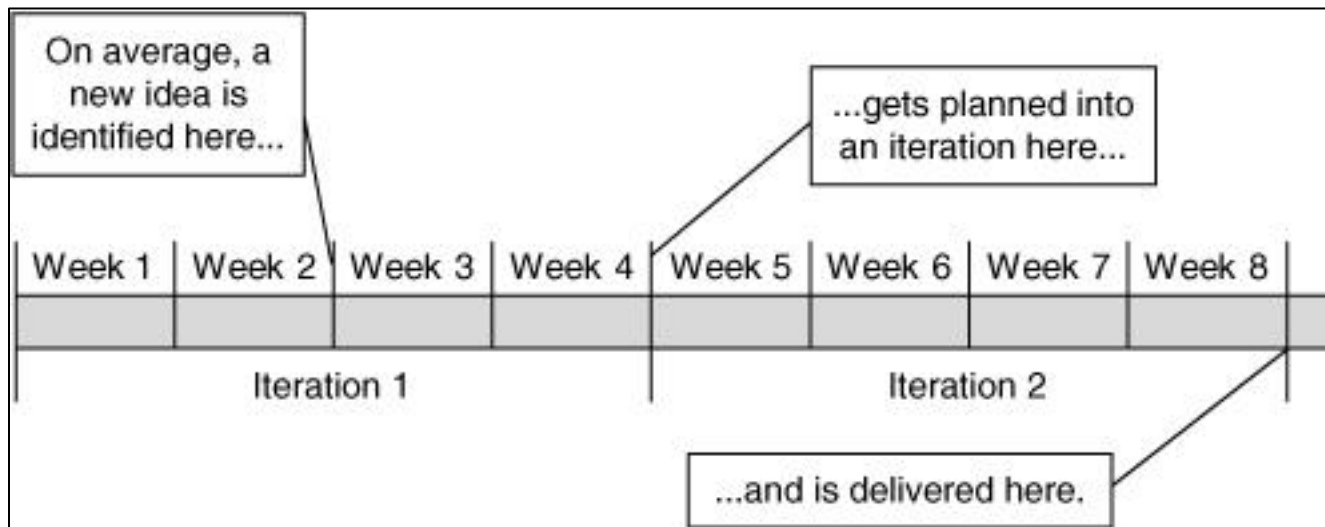 On average, a
new idea is
identified here...
...gets planned into
an iteration here...
Week 1 Week 2 Week 3 Week 4 Week 5 Week 6 Week 7 Week 8
Iteration 1 Iteration 2
...and is delivered here.